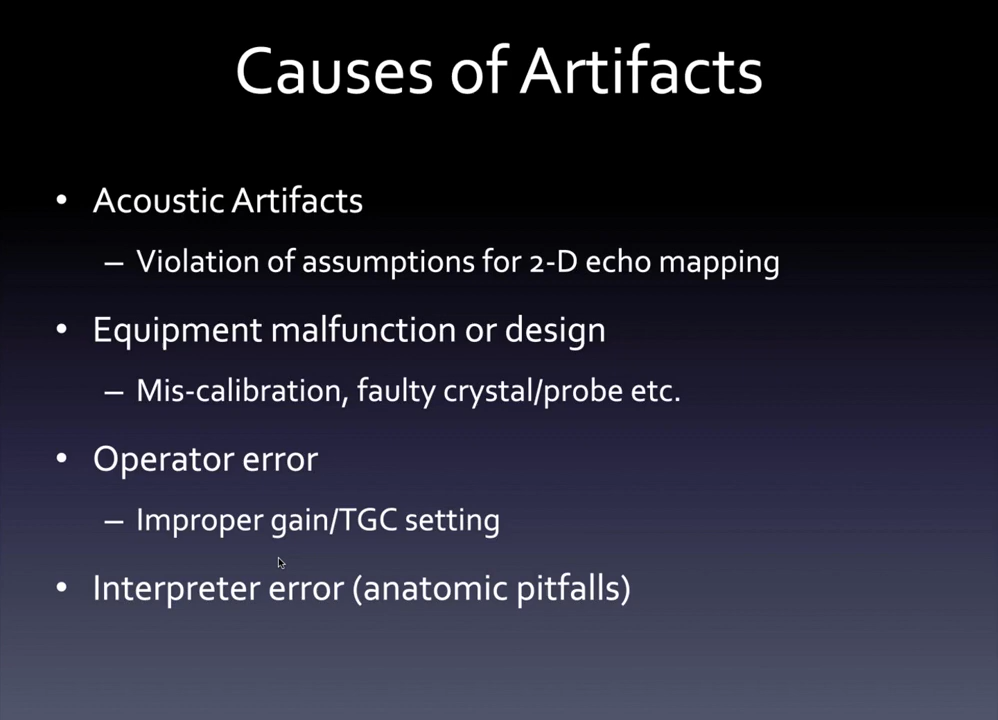 Causes of Artifacts
• Acoustic Artifacts
– Violation of assumptions for 2-D echo mapping
• Equipment malfunction or design
– Mis-calibration, faulty crystal/probe etc.
• Operator error
– Improper gain/TGC setting
• Interpreter error (anatomic pitfalls)